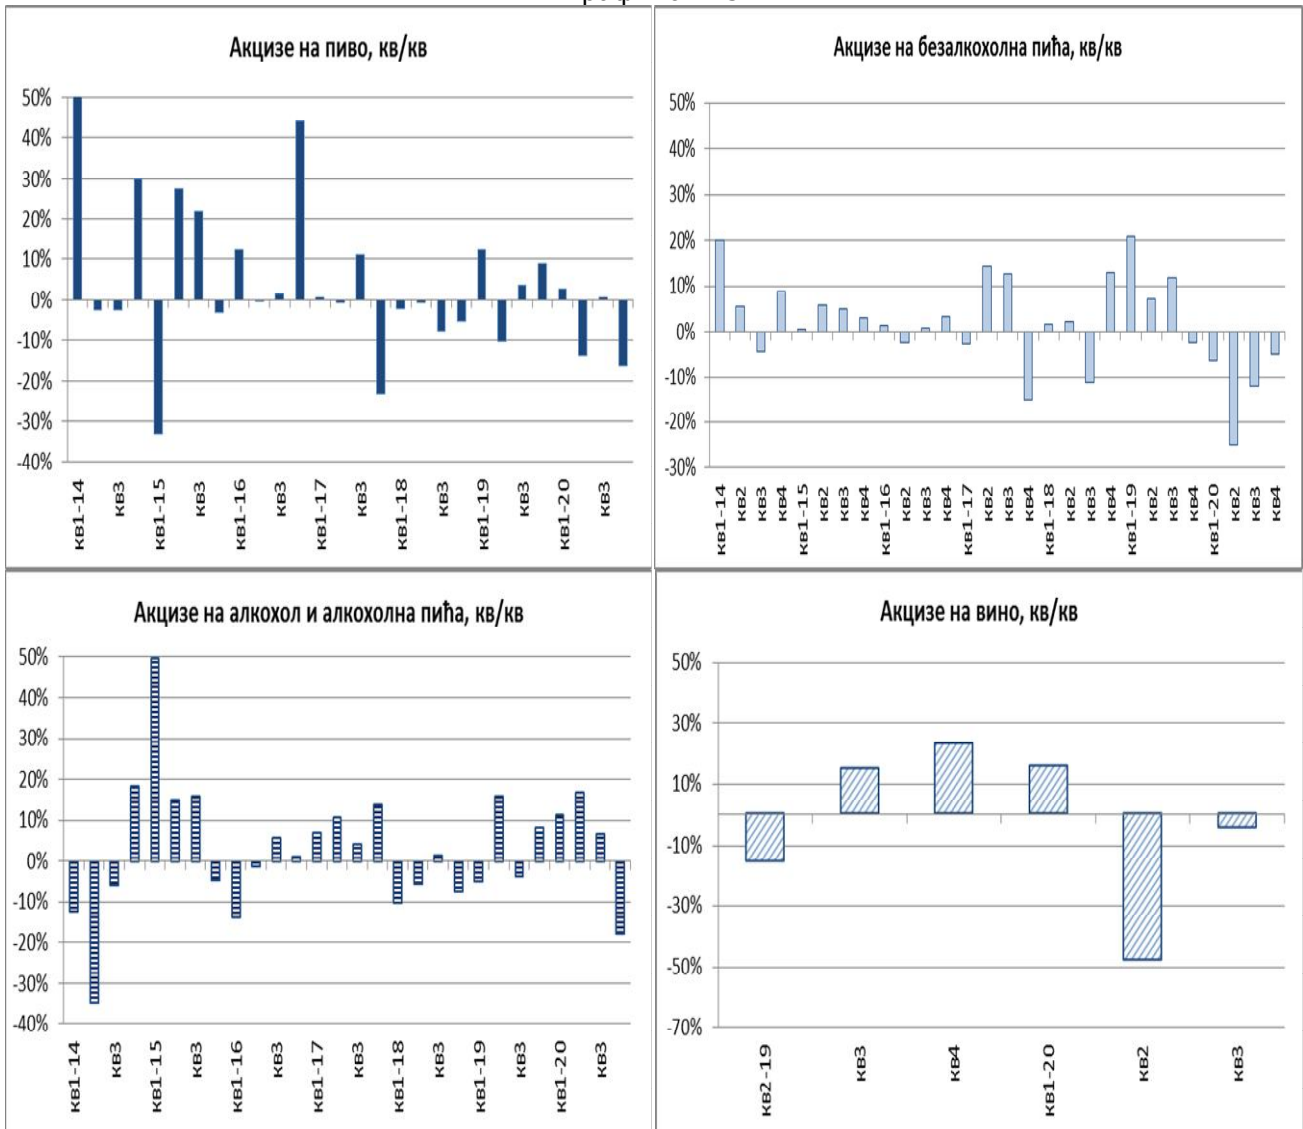 Акцизе на пиво, кв/кв
50%
40%
30%
20%
10%
0%
-10%
-20%
-30%
-40%
кв1-14
кв3
кв1-15
кв3
кв1-16
кв3
кв1-17
кв3
кв1-18
кв3
кв1-19
кв3
кв1-20
кв3
Акцизе на безалкохолна пића, кв/кв
50%
40%
30%
20%
10%
0%
-10%
-20%
-30%
кв1-14
кв2
кв3
кв4
кв1-15
кв2
кв3
кв4
кв1-16
кв2
кв3
кв4
кв1-17
кв2
кв3
кв4
кв1-18
кв2
кв3
кв4
кв1-19
кв2
кв3
кв4
кв1-20
кв2
кв3
кв4
Акцизе на алкохол и алкохолна пића, кв/кв
50%
40%
30%
20%
10%
0%
-10%
-20%
-30%
-40%
кв1-14
кв3
кв1-15
кв3
кв1-16
кв3
кв1-17
кв3
кв1-18
кв3
кв1-19
кв3
кв1-20
кв3
Акцизе на вино, кв/кв
50%
30%
10%
-10%
-30%
-50%
-70%
кв2-19
кв3
кв4
кв1-20
кв2
кв3